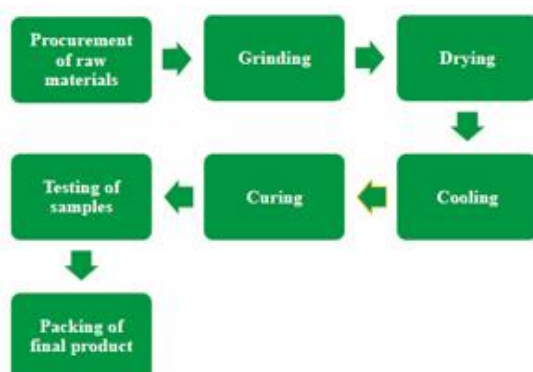 Procurement
of raw
materials
Grinding
Drying
Cooling
Curing
Testing of
samples
Packing of
final product